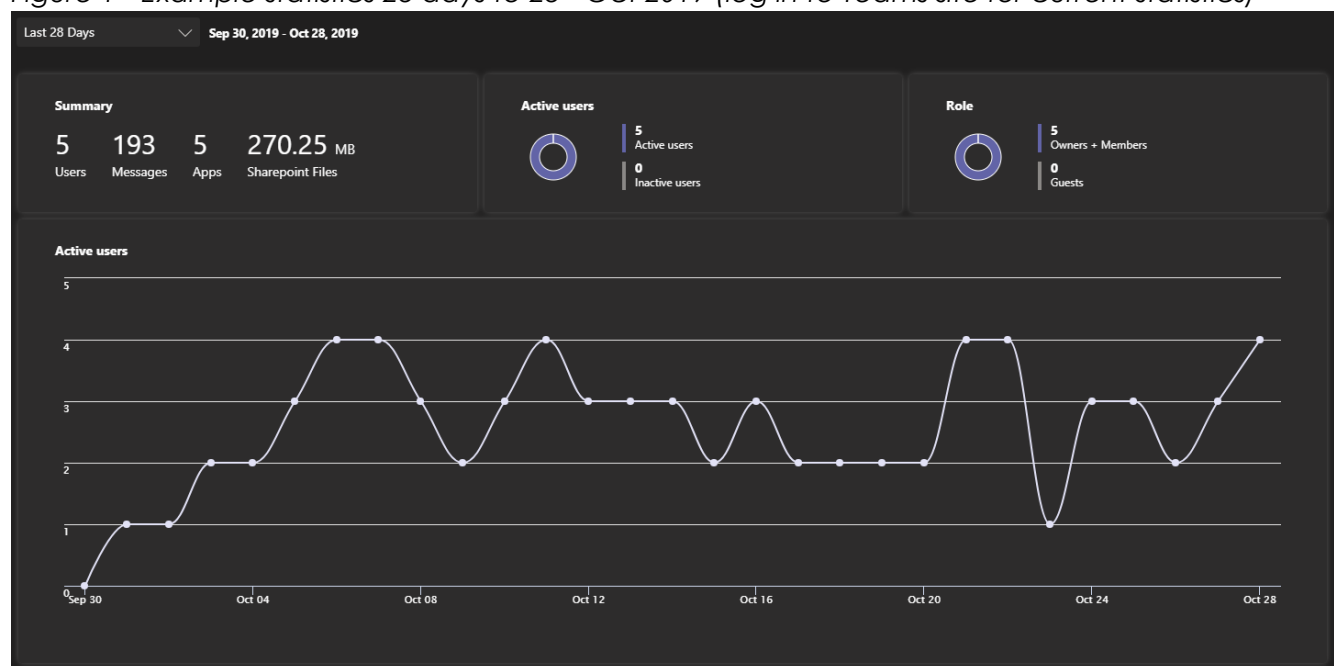 Last 28 Days
Sep 30, 2019 - Oct 28, 2019
Summary
5
Users
193
Messages
5
Apps
270.25 MB
Sharepoint Files
Active users
5
Active users
0
Inactive users
Role
5
Owners + Members
0
Guests
Active users
5
4
3
2
1
0
Sep 30
Oct 04
Oct 08
Oct 12
Oct 16
Oct 20
Oct 24
Oct 28